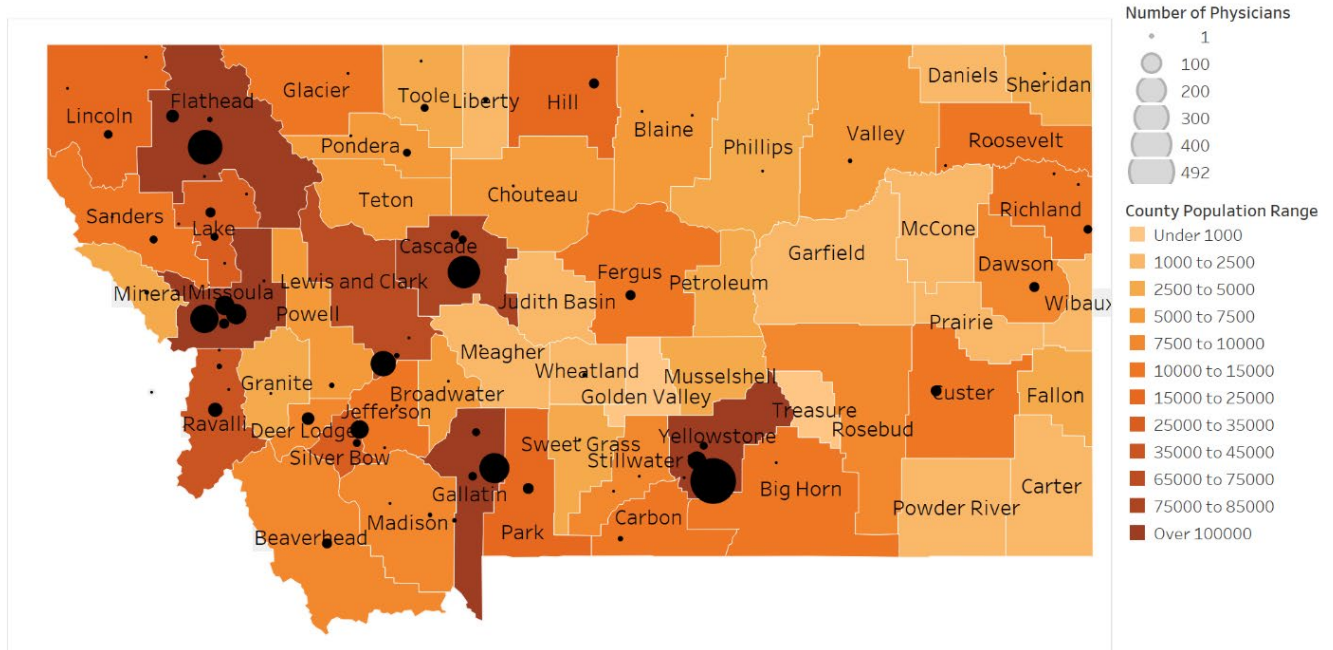 Number of Physicians
1
100
200
300
400
492
County Population Range
Under 1000
1000 to 2500
2500 to 5000
5000 to 7500
7500 to 10000
10000 to 15000
15000 to 25000
25000 to 35000
35000 to 45000
65000 to 75000
75000 to 85000
Over 100000
Daniels
Sheridan
Glacier
Toole
Liberty
Hill
Flathead
Lincoln
Blaine
Valley
Roosevelt
Phillips
Pondera
Teton
Chouteau
Richland
Sanders
Lake
McCone
Cascade
Garfield
Dawson
Fergus
Lewis and Clark
Petroleum
Mineral
Missoula
Judith Basin
Wibaux
Powell
Prairie
Meagher
Wheatland
Musselshell
Granite
Broadwater
Golden Valley
Custer
Fallon
Jefferson
Treasure
Ravalli
Deer Lodge
Rosebud
Sweet Grass
Yellowstone
Silver Bow
Stillwater
Carter
Gallatin
Big Horn
Powder River
Madison
Carbon
Park
Beaverhead